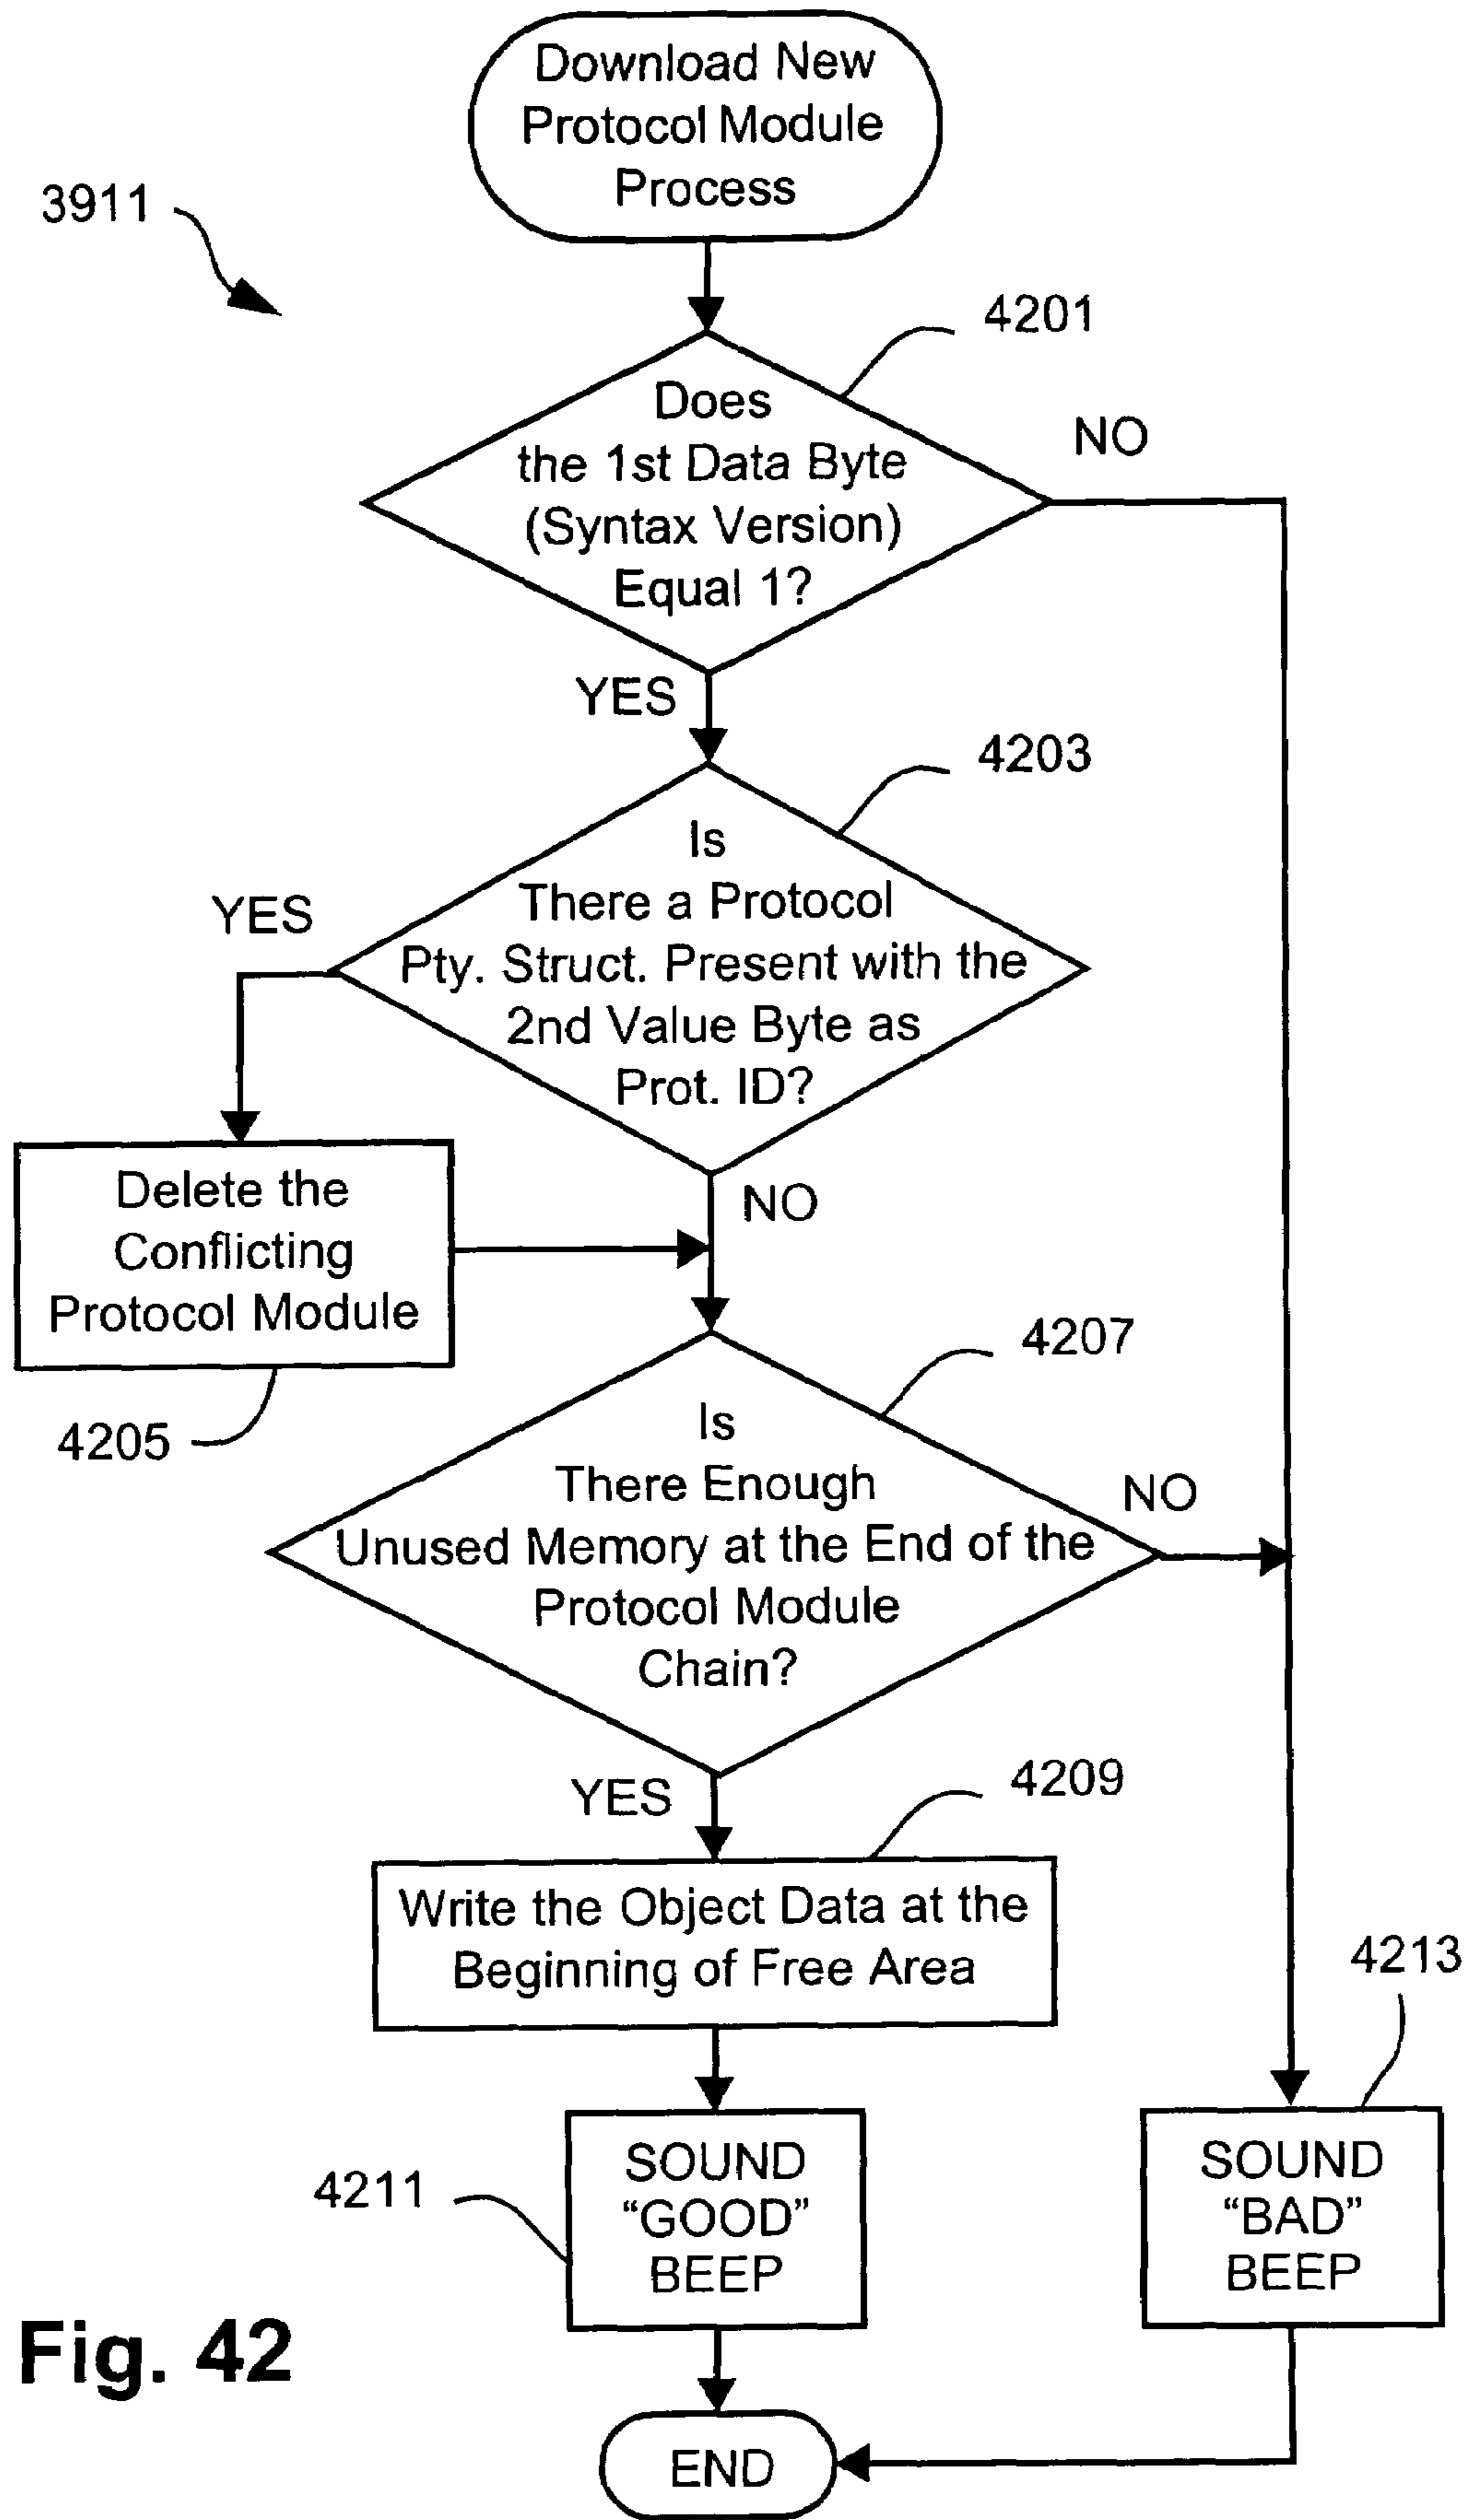 Download New
Protocol Module
Process
3911
4201
Does
the 1st Data Byte
(Syntax Version)
Equal 1?
NO
YES
4203
Is
There a Protocol
Pty. Struct. Present with the
2nd Value Byte as
Prot. ID?
YES
NO
Delete the
Conflicting
Protocol Module
4205
4207
Is
There Enough
Unused Memory at the End of the
Protocol Module
Chain?
NO
YES
4209
Write the Object Data at the
Beginning of Free Area
4213
4211
SOUND
“GOOD”
BEEP
SOUND
“BAD”
BEEP
Fig. 42
END